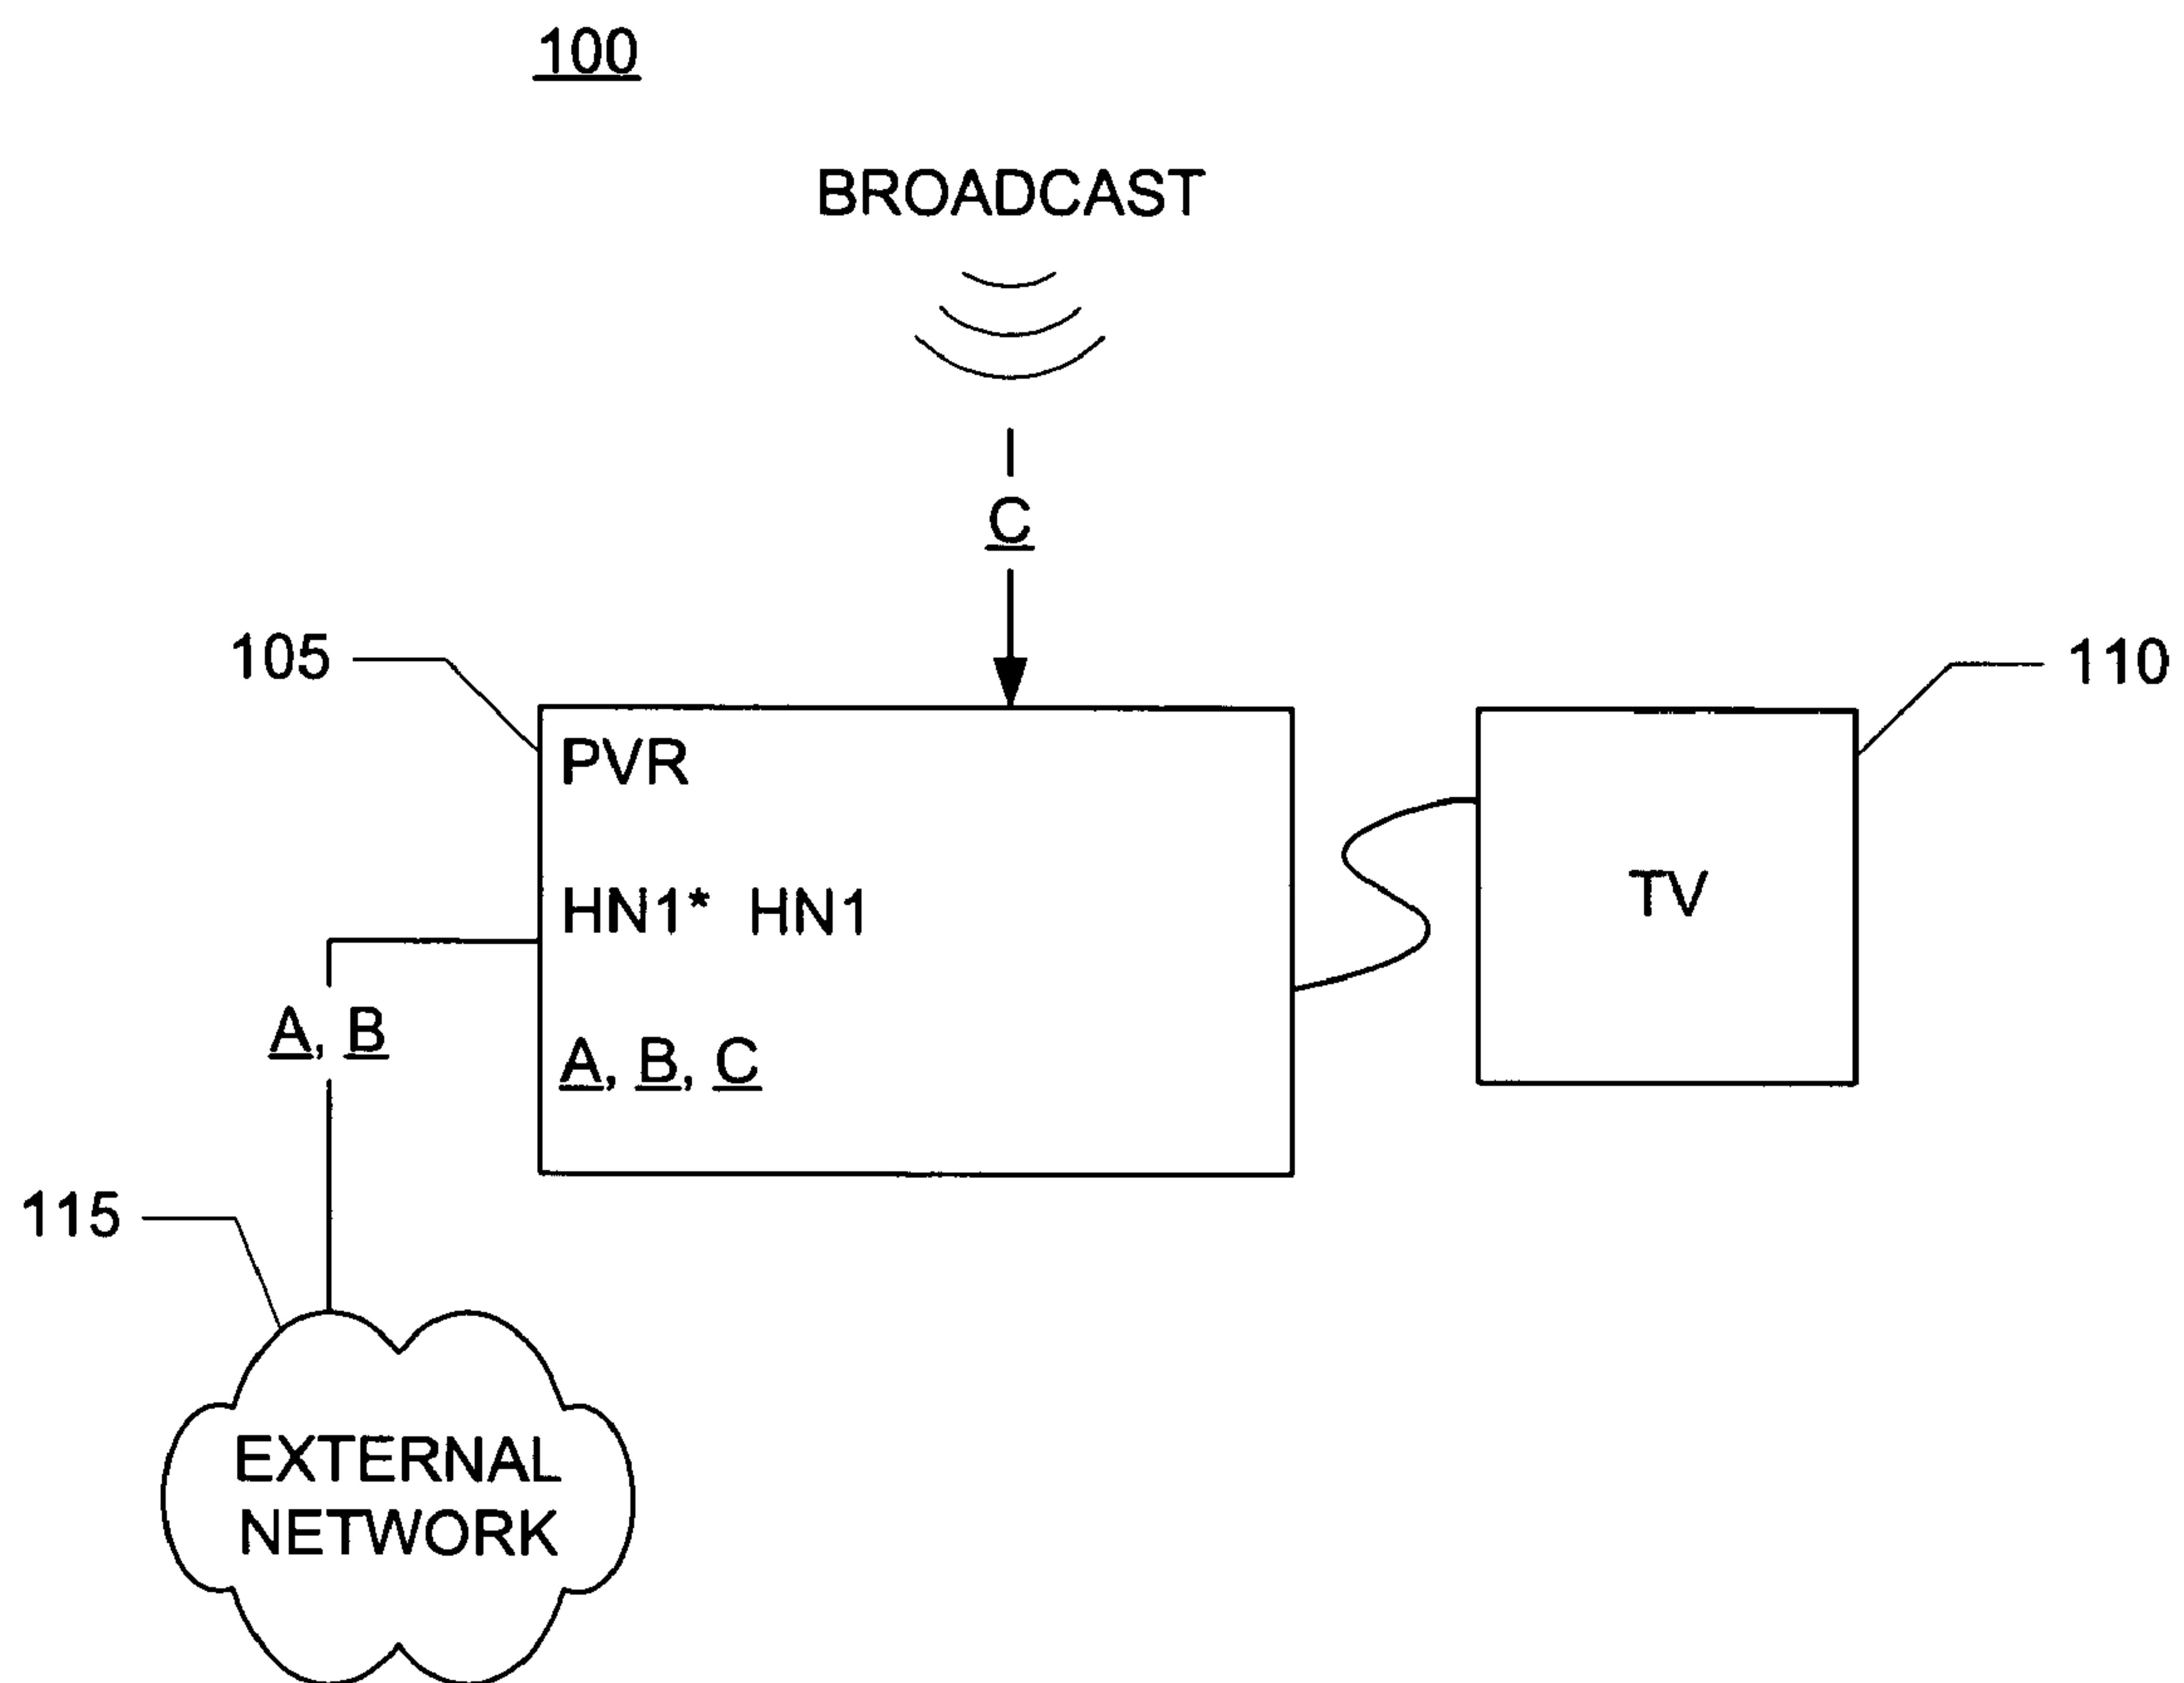 100
BROADCAST
C
105
110
PVR
HN1* HN1
TV
A, B
A, B, C
115
EXTERNAL
NETWORK